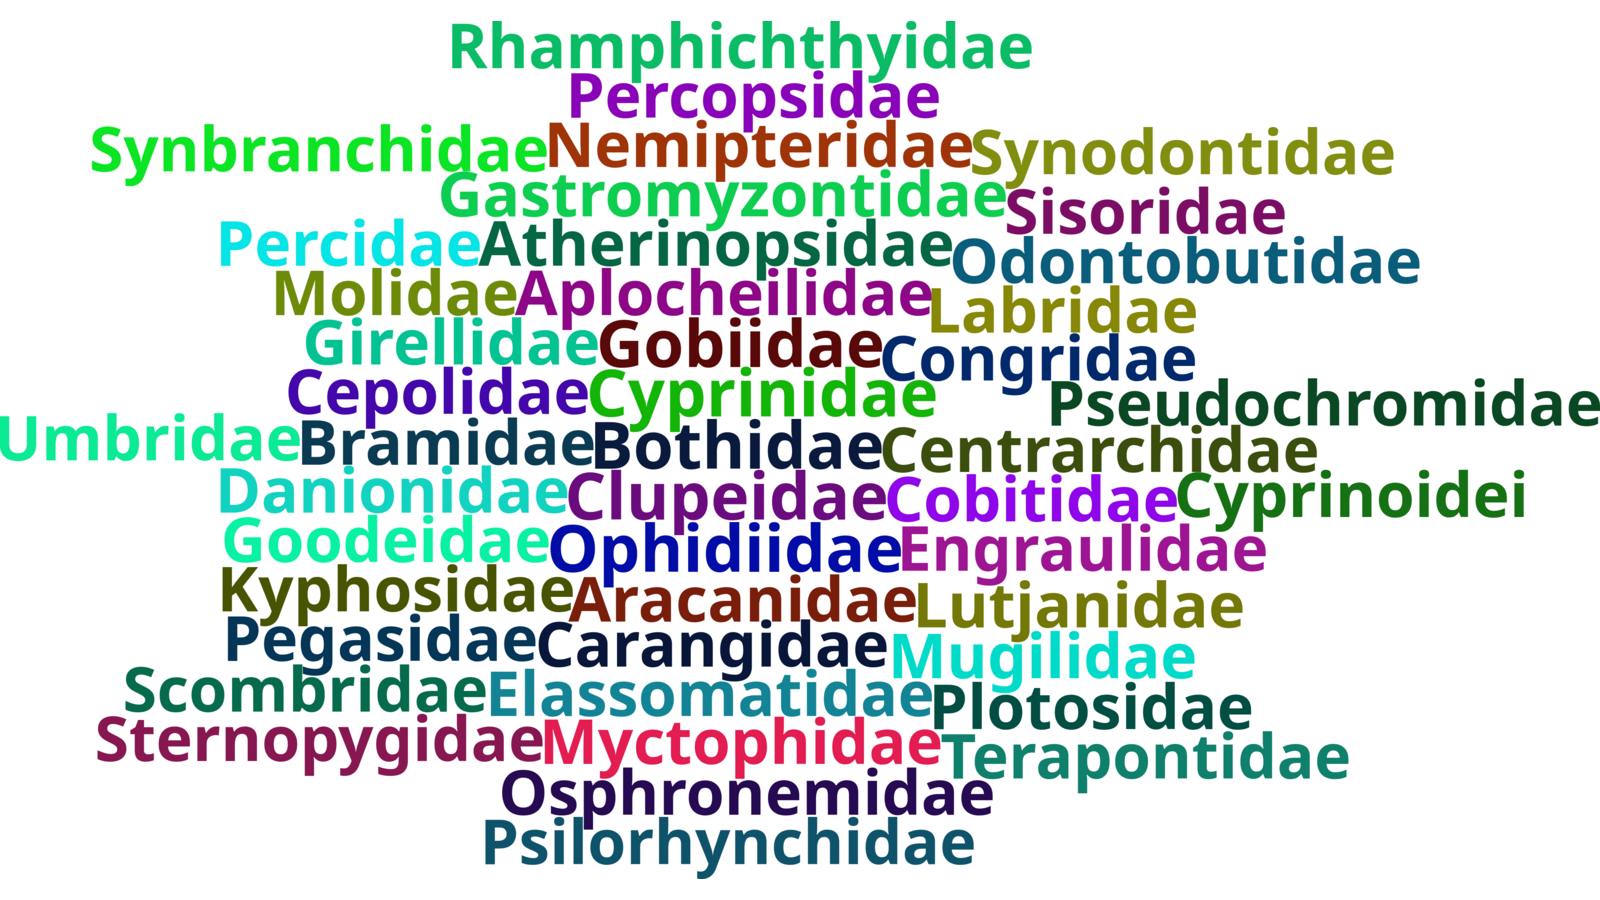 Rhamphichthyidae
Percopsidae
Synbranchidae Nemipteridae Synodontidae
Gastromyzontidae Sisoridae
Percidae Atherinopsidae Odontobutidae
Molidae Aplocheilidae Labridae
Girellidae Gobiidae Congridae
Cepolidae Cyprinidae Pseudochromidae
Umbridae Bramidae Bothidae Centrarchidae
Danionidae Clupeidae Cobitidae Cyprinoidei
Goodeidae Ophidiidae Engraulidae
Kyphosidae Aracanidae Lutjanidae
Pegasidae Carangidae Mugilidae
Scombridae Elassomatidae Plotosidae
Sternopygidae Myctophidae Terapontidae
Osphronemidae
Psilorhynchidae